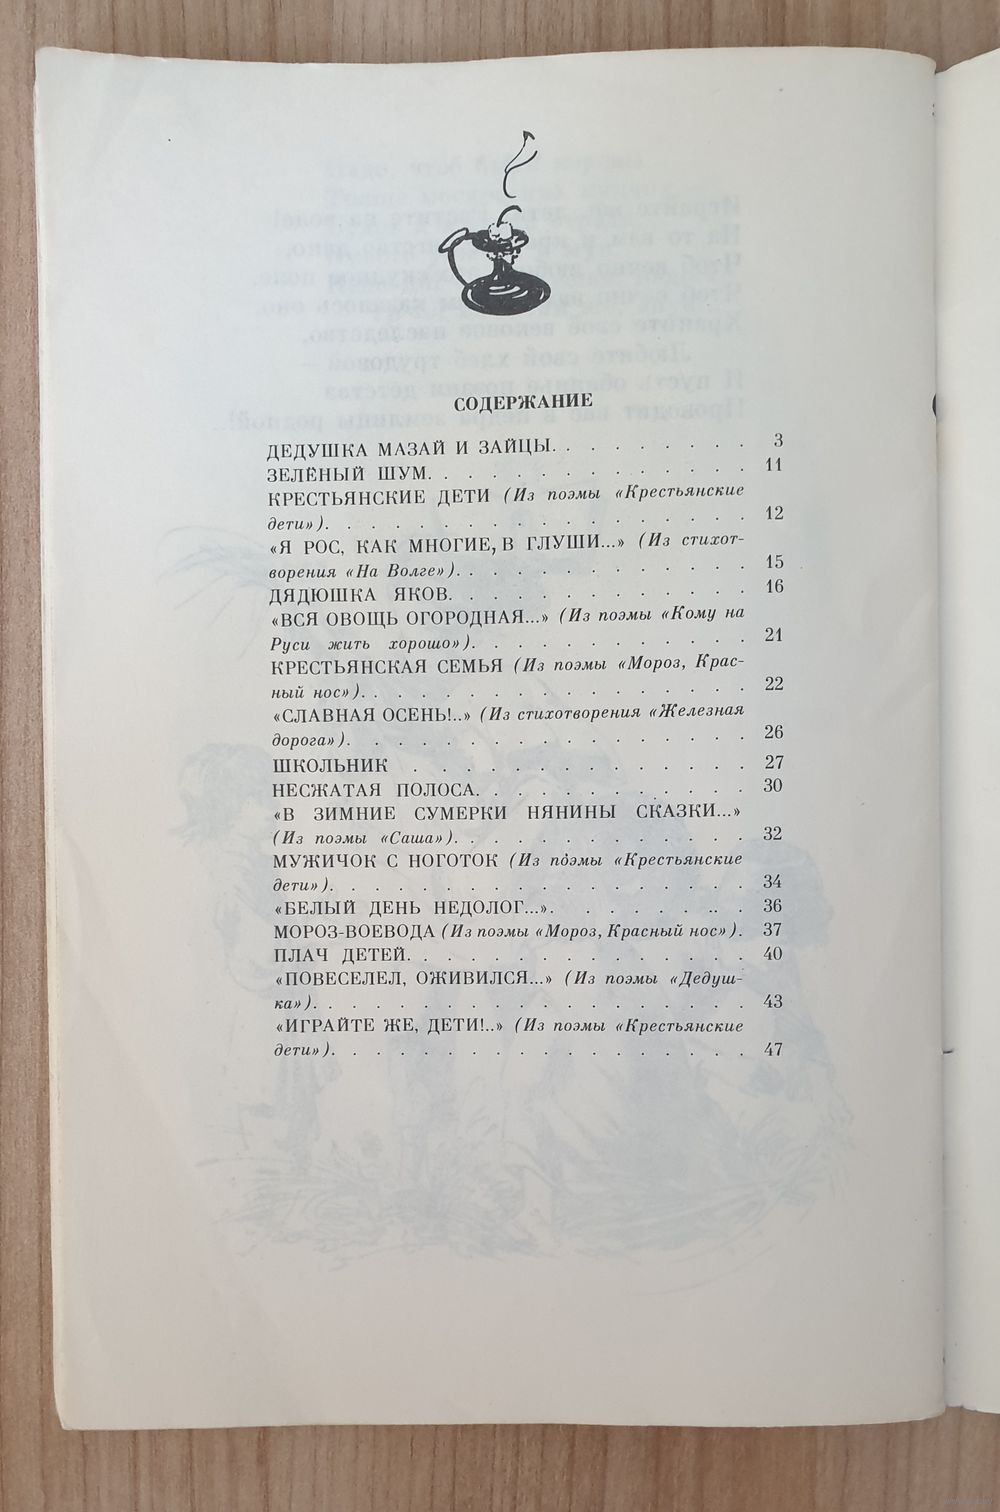 СОДЕРЖАНИЕ
ДЕДУШКА МАЗАЙ И ЗАЙЦЫ. . . . . . . . . 3
ЗЕЛЁНЫЙ ШУМ. . . . . . . . . . . . . . 11
КРЕСТЬЯНСКИЕ ДЕТИ (Из поэмы «Крестьянские
дети»). . . . . . . . . . . . . . . . . . 12
«Я РОС, КАК МНОГИЕ, В ГЛУШИ...» (Из стихот-
ворения «На Волге»). . . . . . . . . . . . 15
ДЯДЮШКА ЯКОВ. . . . . . . . . . . . . 16
«ВСЯ ОВОЩЬ ОГОРОДНАЯ...» (Из поэмы «Кому на
Руси жить хорошо»). . . . . . . . . . . 21
КРЕСТЬЯНСКАЯ СЕМЬЯ (Из поэмы «Мороз, Крас-
ный нос»). . . . . . . . . . . . . . . . 22
«СЛАВНАЯ ОСЕНЬ!..» (Из стихотворения «Железная
дорога»). . . . . . . . . . . . . . . . . 26
ШКОЛЬНИК . . . . . . . . . . . . . . 27
НЕСЖАТАЯ ПОЛОСА. . . . . . . . . . . . 30
«В ЗИМНИЕ СУМЕРКИ НЯНИНЫ СКАЗКИ...»
(Из поэмы «Саша»). . . . . . . . . . . . 32
МУЖИЧОК С НОГОТОК (Из поэмы «Крестьянские
дети»). . . . . . . . . . . . . . . . . . 34
«БЕЛЫЙ ДЕНЬ НЕДОЛОГ...». . . . . . . .. . 36
МОРОЗ-ВОЕВОДА (Из поэмы «Мороз, Красный нос»). 37
ПЛАЧ ДЕТЕЙ. . . . . . . . . . . . . . 40
«ПОВЕСЕЛЕЛ, ОЖИВИЛСЯ...» (Из поэмы «Дедуш-
ка»). . . . . . . . . . . . . . . . . . . 43
«ИГРАЙТЕ ЖЕ, ДЕТИ!..» (Из поэмы «Крестьянские
дети»). . . . . . . . . . . . . . . . . . 47